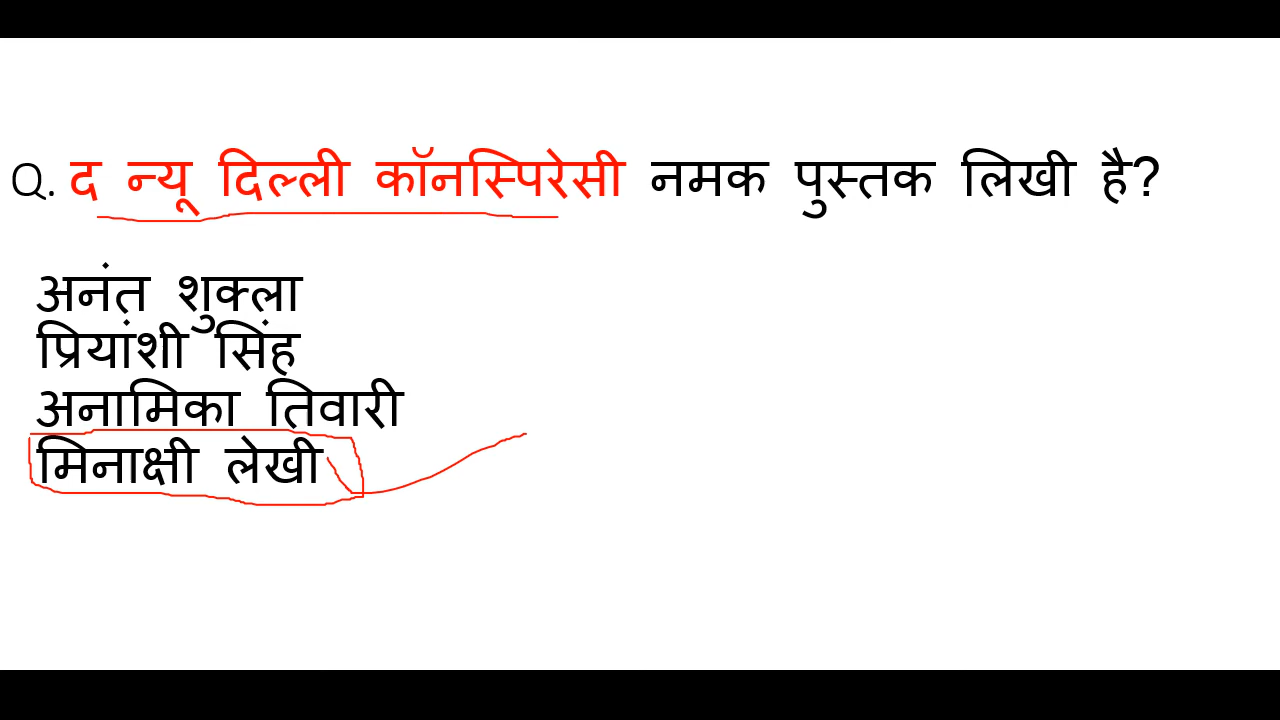 Q. द न्यू दिल्ली कॉनस्पिरेसी नमक पुस्तक लिखी है?
अनंत शुक्ला
प्रियांशी सिंह
अनामिका तिवारी
मिनाक्षी लेखी